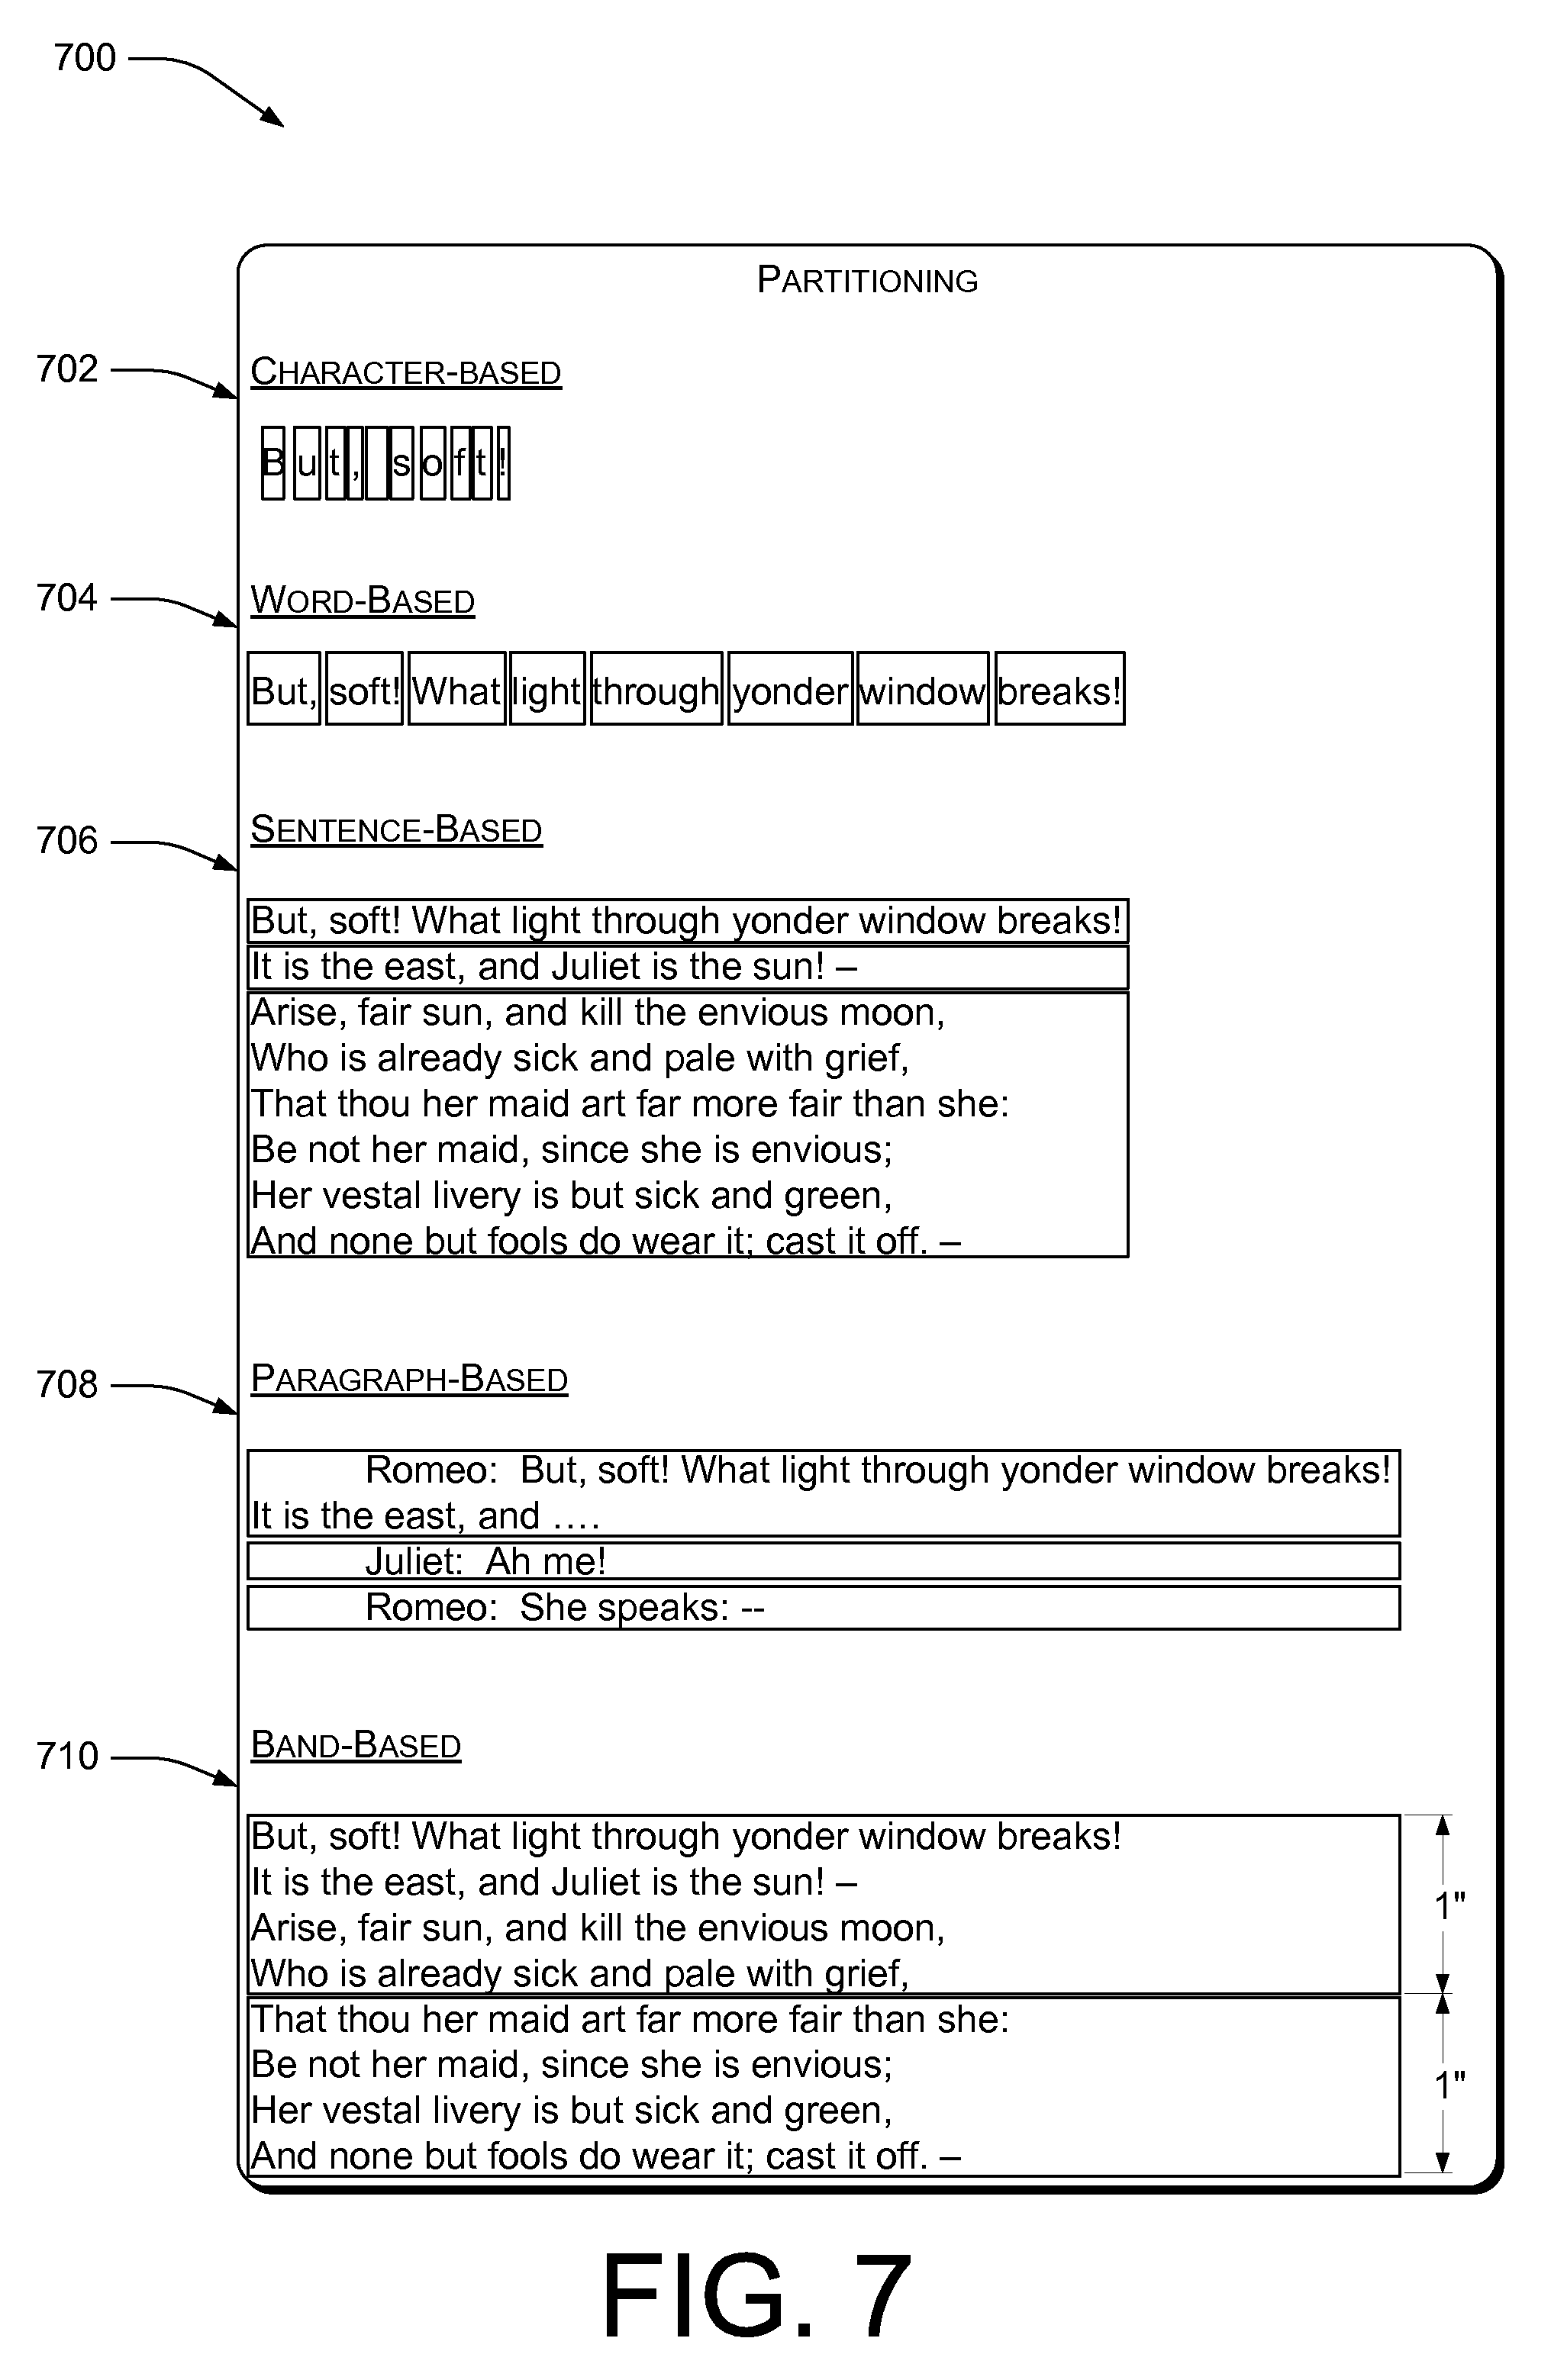 700
PARTITIONING
702
CHARACTER-BASED
But, soft!
704
WORD-BASED
But, soft! What light through yonder window breaks!
706
SENTENCE-BASED
But, soft! What light through yonder window breaks!
It is the east, and Juliet is the sun! –
Arise, fair sun, and kill the envious moon,
Who is already sick and pale with grief,
That thou her maid art far more fair than she:
Be not her maid, since she is envious;
Her vestal livery is but sick and green,
And none but fools do wear it; cast it off. –
708
PARAGRAPH-BASED
Romeo:  But, soft! What light through yonder window breaks!
It is the east, and ....
Juliet:  Ah me!
Romeo:  She speaks: --
710
BAND-BASED
But, soft! What light through yonder window breaks!
It is the east, and Juliet is the sun! –
Arise, fair sun, and kill the envious moon,
Who is already sick and pale with grief,
1"
That thou her maid art far more fair than she:
Be not her maid, since she is envious;
Her vestal livery is but sick and green,
And none but fools do wear it; cast it off. –
1"
FIG. 7